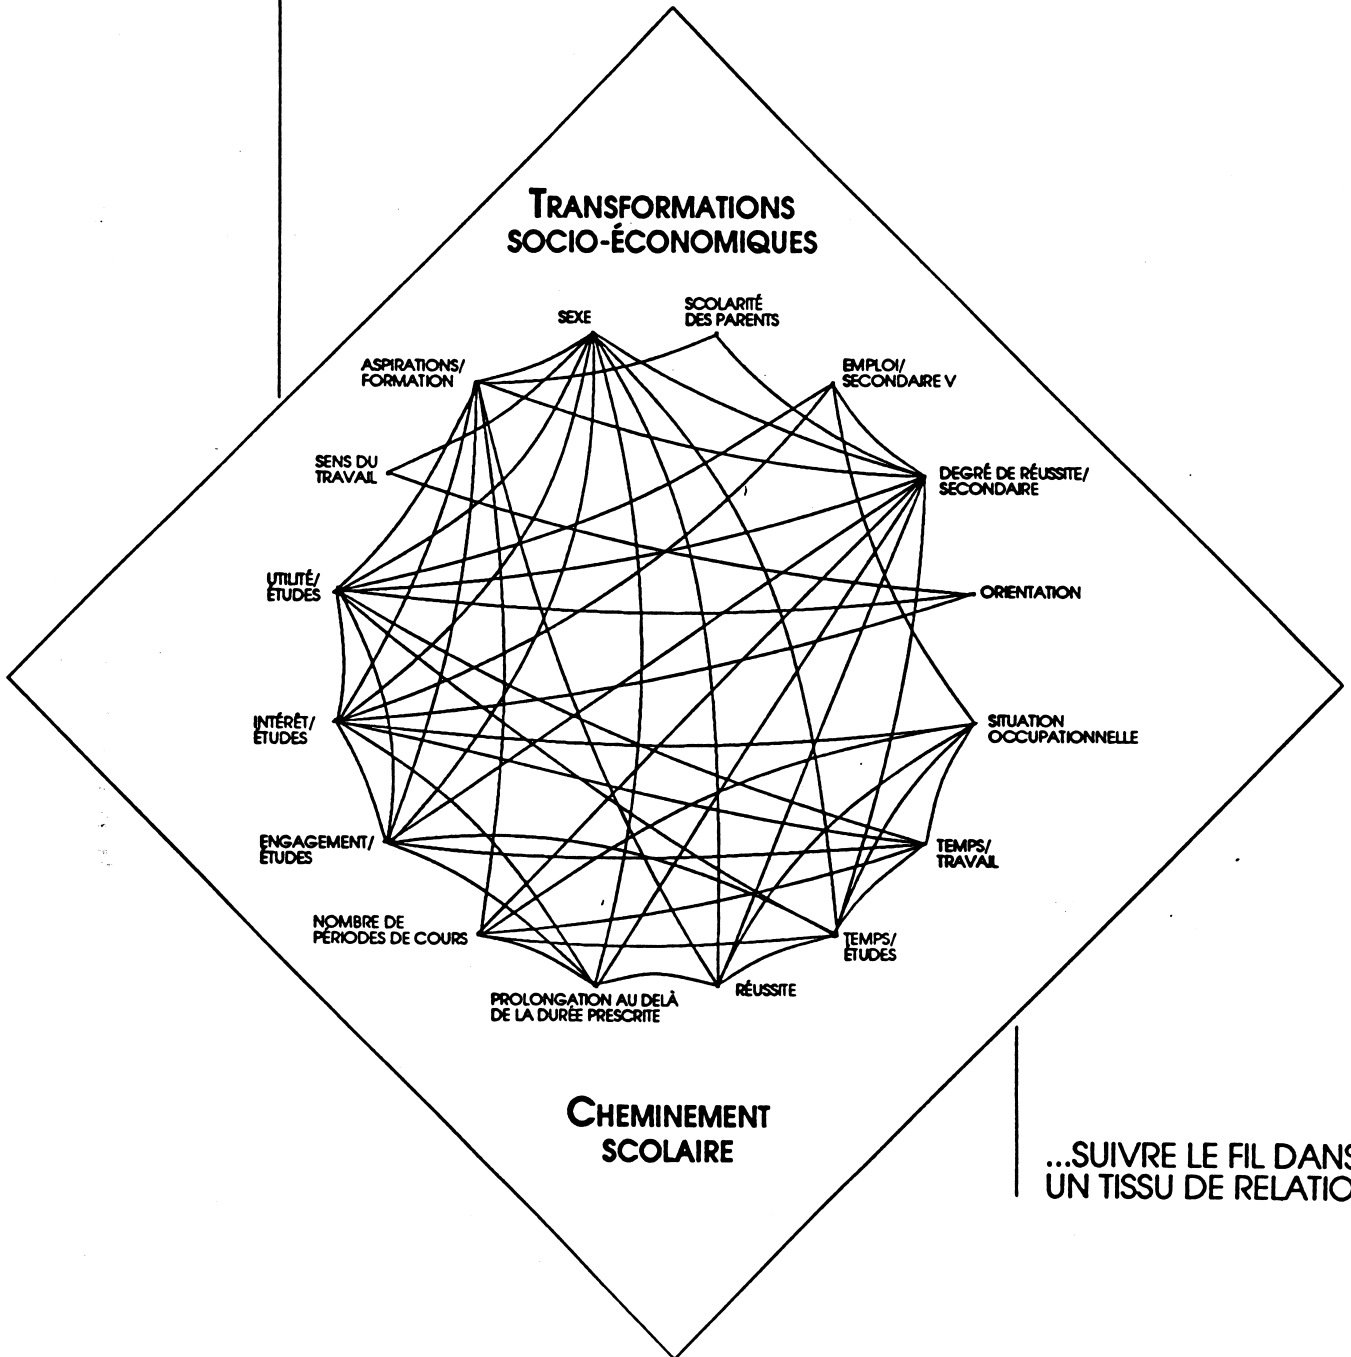 TRANSFORMATIONS
SOCIO-ÉCONOMIQUES
SEXE
SCOLARITÉ
DES PARENTS
ASPIRATIONS/
FORMATION
EMPLOI/
SECONDAIRE V
SENS DU
TRAVAIL
DEGRÉ DE RÉUSSITE/
SECONDAIRE
UTILITÉ/
ÉTUDES
ORIENTATION
INTÉRÊT/
ÉTUDES
SITUATION
OCCUPATIONNELLE
ENGAGEMENT/
ÉTUDES
TEMPS/
TRAVAIL
NOMBRE DE
PÉRIODES DE COURS
TEMPS/
ÉTUDES
PROLONGATION AU DELÀ
DE LA DURÉE PRESCRITE
RÉUSSITE
CHEMINEMENT
SCOLAIRE
...SUIVRE LE FIL DANS
UN TISSU DE RELATIO